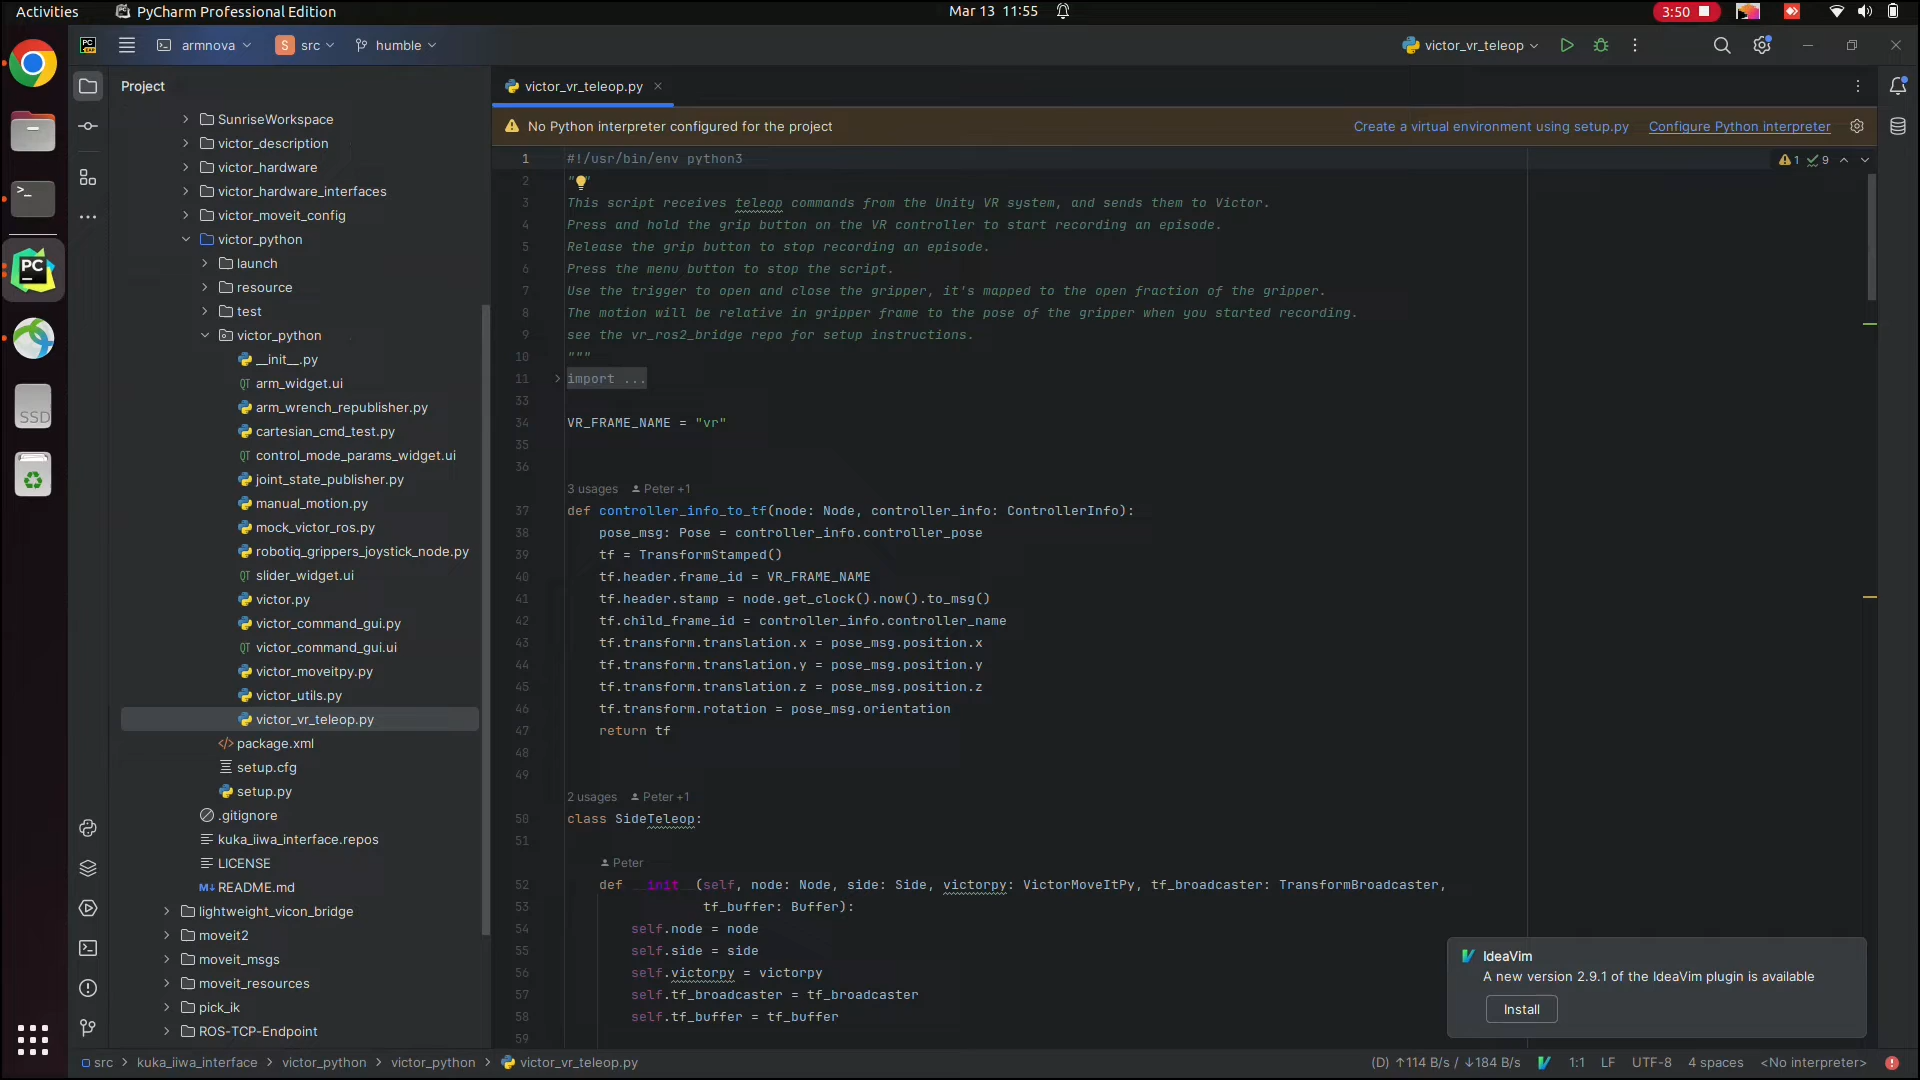 Activities
PyCharm Professional Edition
Mar 13 11:55
3:50
PC
armnova
S src
humble
victor_vr_teleop
Project
victor_vr_teleop.py
SunriseWorkspace
victor_description
victor_hardware
victor_hardware_interfaces
victor_moveit_config
victor_python
launch
resource
test
victor_python
__init__.py
arm_widget.ui
arm_wrench_republisher.py
cartesian_cmd_test.py
control_mode_params_widget.ui
joint_state_publisher.py
manual_motion.py
mock_victor_ros.py
robotiq_grippers_joystick_node.py
slider_widget.ui
victor.py
victor_command_gui.py
victor_command_gui.ui
victor_moveitpy.py
victor_utils.py
victor_vr_teleop.py
package.xml
setup.cfg
setup.py
.gitignore
kuka_iiwa_interface.repos
LICENSE
M↓ README.md
lightweight_vicon_bridge
moveit2
moveit_msgs
moveit_resources
pick_ik
ROS-TCP-Endpoint
PC
SSD
No Python interpreter configured for the project
Create a virtual environment using setup.py
Configure Python interpreter
1 9
1 #!/usr/bin/env python3
2 """
3 This script receives teleop commands from the Unity VR system, and sends them to Victor.
4 Press and hold the grip button on the VR controller to start recording an episode.
5 Release the grip button to stop recording an episode.
6 Press the menu button to stop the script.
7 Use the trigger to open and close the gripper, it's mapped to the open fraction of the gripper.
8 The motion will be relative in gripper frame to the pose of the gripper when you started recording.
9 see the vr_ros2_bridge repo for setup instructions.
10 """
11 import ...
33
34 VR_FRAME_NAME = "vr"
35
36
3 usages Peter +1
37 def controller_info_to_tf(node: Node, controller_info: ControllerInfo):
38 pose_msg: Pose = controller_info.controller_pose
39 tf = TransformStamped()
40 tf.header.frame_id = VR_FRAME_NAME
41 tf.header.stamp = node.get_clock().now().to_msg()
42 tf.child_frame_id = controller_info.controller_name
43 tf.transform.translation.x = pose_msg.position.x
44 tf.transform.translation.y = pose_msg.position.y
45 tf.transform.translation.z = pose_msg.position.z
46 tf.transform.rotation = pose_msg.orientation
47 return tf
48
49
2 usages Peter +1
50 class SideTeleop:
51
Peter
52 def __init__(self, node: Node, side: Side, victorpy: VictorMoveItPy, tf_broadcaster: TransformBroadcaster,
53 tf_buffer: Buffer):
54 self.node = node
55 self.side = side
56 self.victorpy = victorpy
57 self.tf_broadcaster = tf_broadcaster
58 self.tf_buffer = tf_buffer
59
IdeaVim
A new version 2.9.1 of the IdeaVim plugin is available
Install
src > kuka_iiwa_interface > victor_python > victor_python > victor_vr_teleop.py
(D) ↑114 B/s / ↓184 B/s
1:1
LF
UTF-8
4 spaces
<No interpreter>